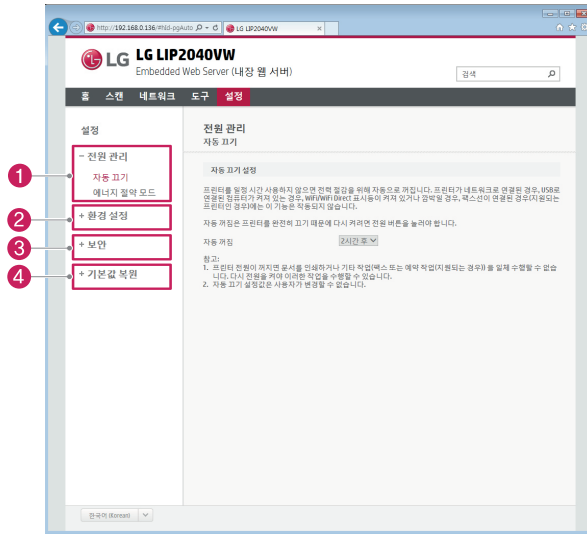 http://192.168.0.136/#hId-pgAuto
LG LIP2040VW
LG
LG LIP2040VW
Embedded Web Server (내장 웹 서버)
검색
홈 스캔 네트워크 도구 설정
설정
전원 관리
자동 끄기
1
− 전원 관리
자동 끄기
에너지 절약 모드
2
+ 환경 설정
3
+ 보안
4
+ 기본값 복원
자동 끄기 설정
프린터를 일정 시간 사용하지 않으면 전력 절감을 위해 자동으로 꺼집니다. 프린터가 네트워크로 연결된 경우, USB로
연결된 컴퓨터가 켜져 있는 경우, WiFi/WiFi Direct 표시등이 켜져 있거나 깜박일 경우, 팩스선이 연결된 경우(지원되는
프린터인 경우)에는 이 기능은 작동되지 않습니다.
자동 꺼짐은 프린터를 완전히 끄기 때문에 다시 켜려면 전원 버튼을 눌러야 합니다.
자동 꺼짐
2시간 후
참고:
1. 프린터 전원이 꺼지면 문서를 인쇄하거나 기타 작업(팩스 또는 예약 작업(지원되는 경우)) 을 일체 수행할 수 없습
니다. 다시 전원을 켜야 이러한 작업을 수행할 수 있습니다.
2. 자동 끄기 설정값은 사용자가 변경할 수 없습니다.
한국어 (Korean)